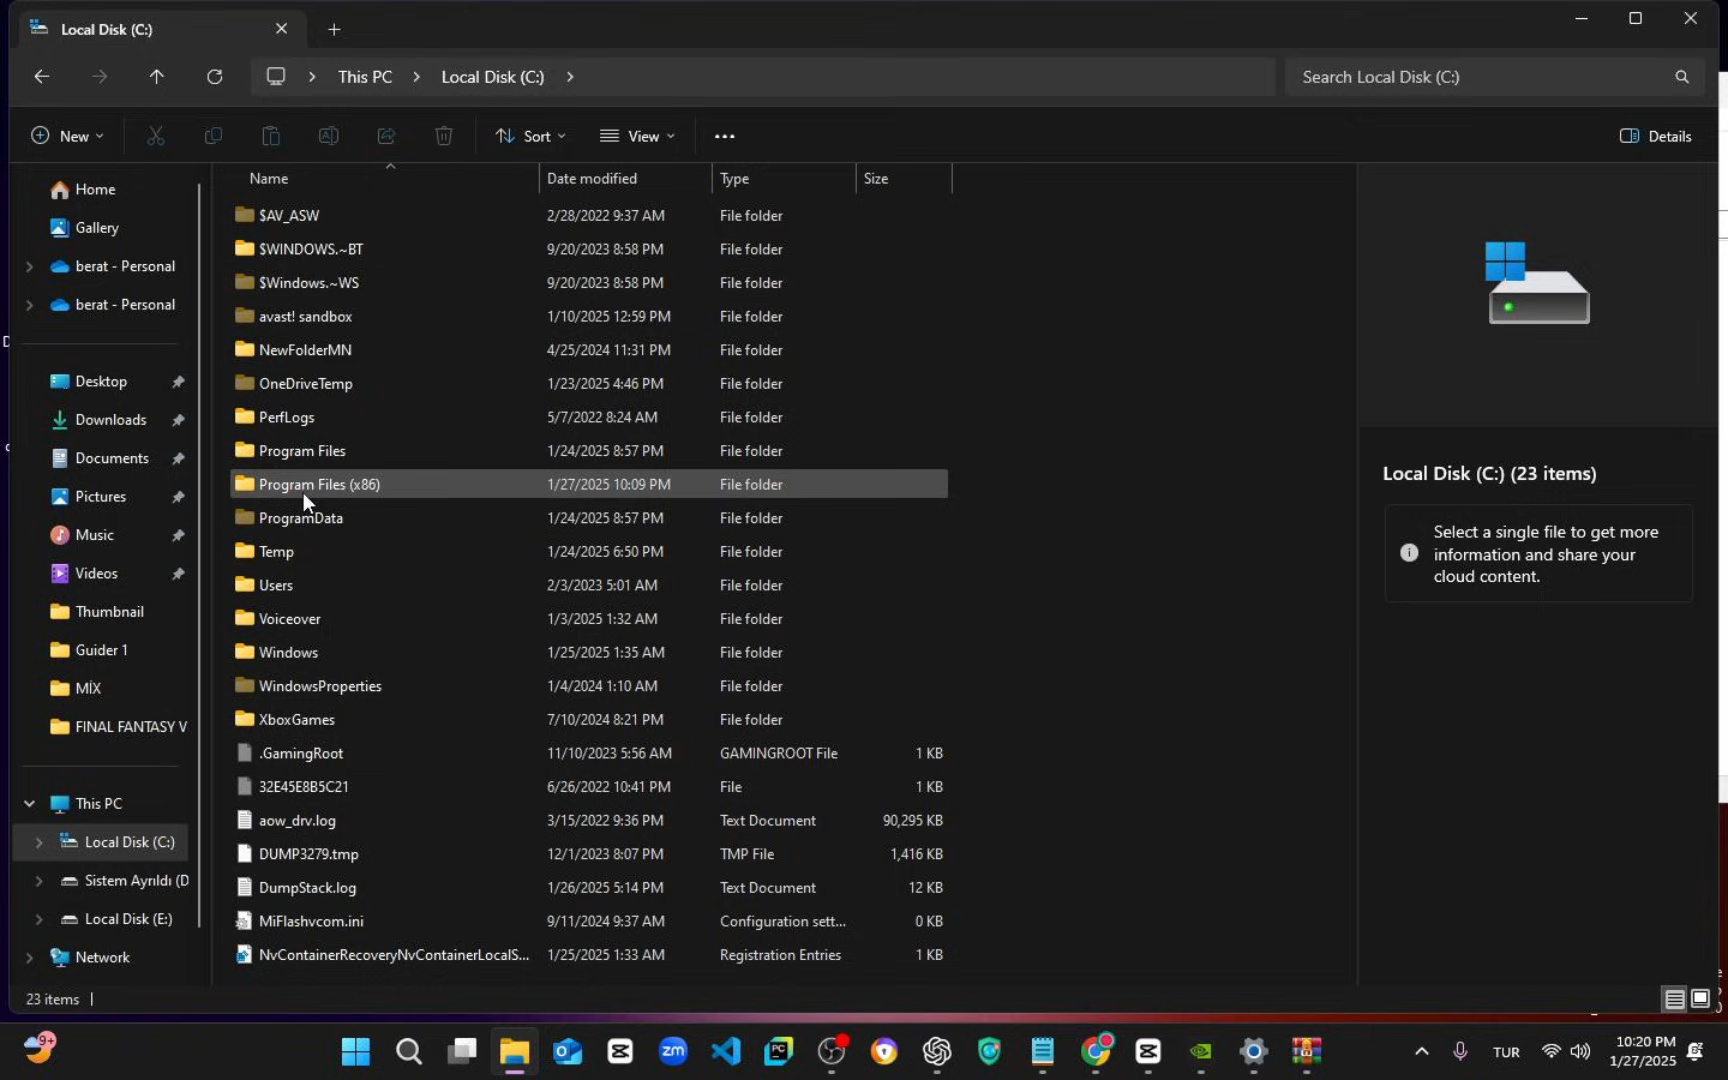 Local Disk (C:)
This PC
Local Disk (C:)
Search Local Disk (C:)
New
Sort
View
Details
Home
Gallery
berat - Personal
berat - Personal
Desktop
Downloads
Documents
Pictures
Music
Videos
Thumbnail
Guider 1
MİX
FINAL FANTASY V
This PC
Local Disk (C:)
Sistem Ayrıldı (D
Local Disk (E:)
Network
Name Date modified Type Size
$AV_ASW 2/28/2022 9:37 AM File folder
$WINDOWS.~BT 9/20/2023 8:58 PM File folder
$Windows.~WS 9/20/2023 8:58 PM File folder
avast! sandbox 1/10/2025 12:59 PM File folder
NewFolderMN 4/25/2024 11:31 PM File folder
OneDriveTemp 1/23/2025 4:46 PM File folder
PerfLogs 5/7/2022 8:24 AM File folder
Program Files 1/24/2025 8:57 PM File folder
Program Files (x86) 1/27/2025 10:09 PM File folder
ProgramData 1/24/2025 8:57 PM File folder
Temp 1/24/2025 6:50 PM File folder
Users 2/3/2023 5:01 AM File folder
Voiceover 1/3/2025 1:32 AM File folder
Windows 1/25/2025 1:35 AM File folder
WindowsProperties 1/4/2024 1:10 AM File folder
XboxGames 7/10/2024 8:21 PM File folder
.GamingRoot 11/10/2023 5:56 AM GAMINGROOT File 1 KB
32E45E8B5C21 6/26/2022 10:41 PM File 1 KB
aow_drv.log 3/15/2022 9:36 PM Text Document 90,295 KB
DUMP3279.tmp 12/1/2023 8:07 PM TMP File 1,416 KB
DumpStack.log 1/26/2025 5:14 PM Text Document 12 KB
MiFlashvcom.ini 9/11/2024 9:37 AM Configuration sett... 0 KB
NvContainerRecoveryNvContainerLocalS... 1/25/2025 1:33 AM Registration Entries 1 KB
Local Disk (C:) (23 items)
Select a single file to get more
information and share your
cloud content.
23 items
9+
zm
PC
TUR
10:20 PM
1/27/2025